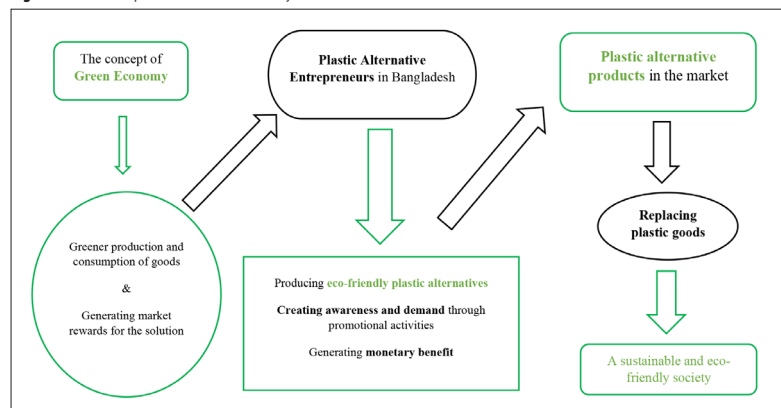 The concept of
Green Economy
Greener production and
consumption of goods
&
Generating market
rewards for the solution
Plastic Alternative
Entrepreneurs in Bangladesh
Producing eco-friendly plastic alternatives
Creating awareness and demand through
promotional activities
Generating monetary benefit
Plastic alternative
products in the market
Replacing
plastic goods
A sustainable and eco-
friendly society